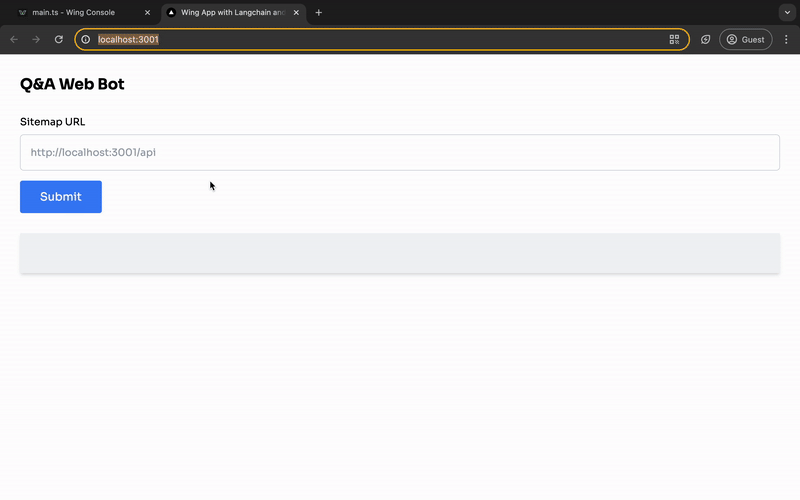 main.ts - Wing Console
Wing App with Langchain and
localhost:3001
Guest
Q&A Web Bot
Sitemap URL
http://localhost:3001/api
Submit